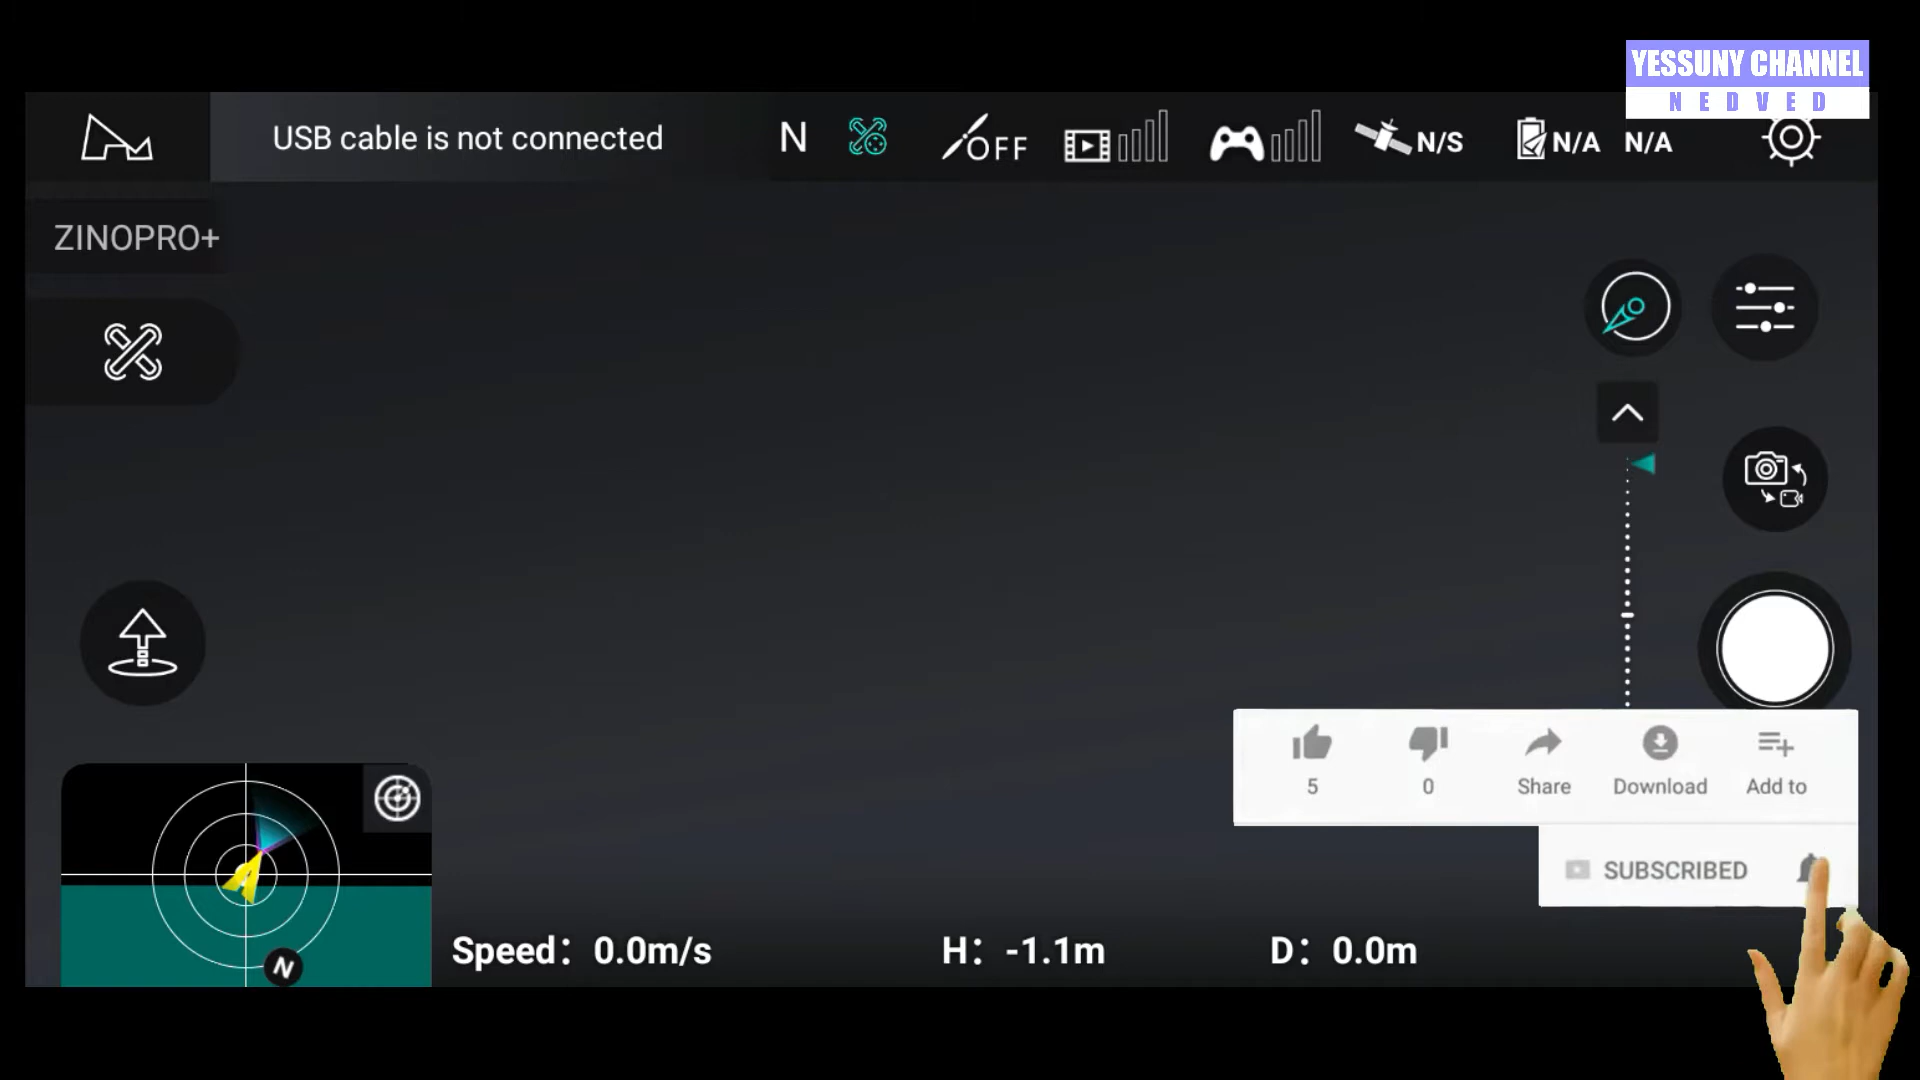 YESSUNY CHANNEL
NEDVED
USB cable is not connected
N
OFF
N/S
N/A
N/A
ZINOPRO+
5
0
Share
Download
Add to
SUBSCRIBED
N
Speed: 0.0m/s
H: -1.1m
D: 0.0m